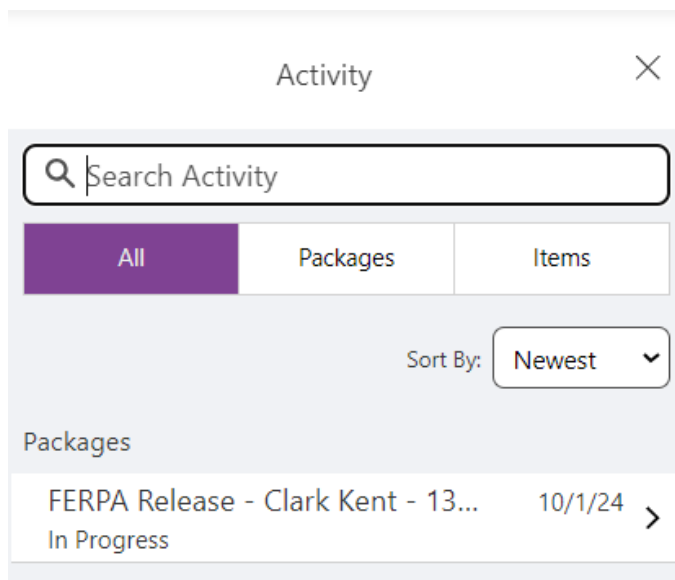 Activity
Search Activity
All Packages Items
Sort By: Newest
Packages
FERPA Release - Clark Kent - 13... 10/1/24
In Progress